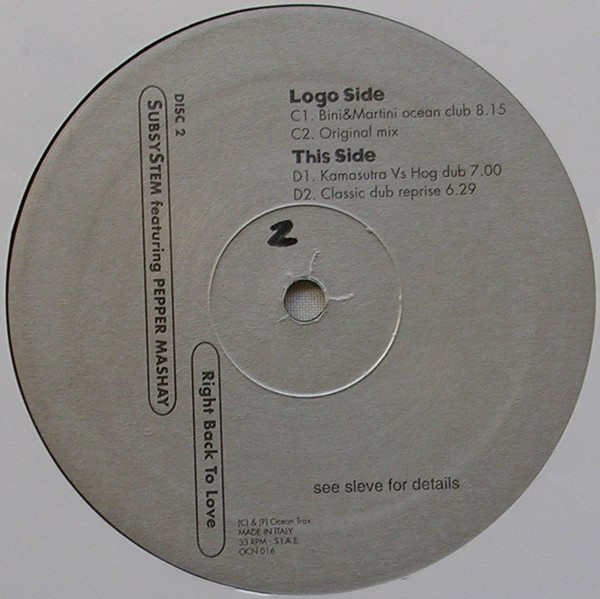 Logo Side
C1. Bini&Martini ocean club 8.15
C2. Original mix
This Side
D1. Kamasutra Vs Hog dub 7.00
D2. Classic dub reprise 6.29
DISC 2
SUBSYSTEM featuring PEPPER MASHAY
Right Back To Love
2
see sleve for details
(C) & (P) Ocean Trax
MADE IN ITALY
33 RPM - S.I.A.E.
OCN 016